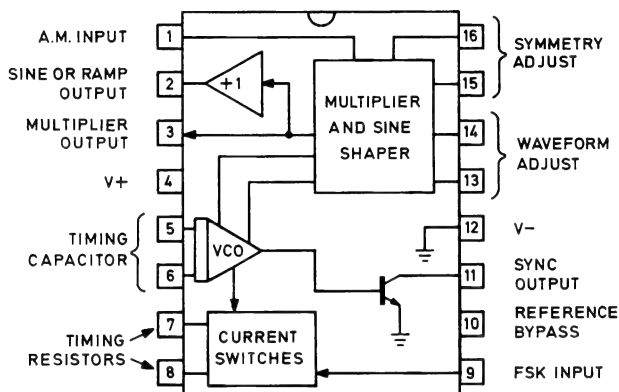 A.M. INPUT
1
SINE OR RAMP
OUTPUT
2
MULTIPLIER
OUTPUT
3
V+
4
TIMING
CAPACITOR
5
6
TIMING
RESISTORS
7
8
+1
MULTIPLIER
AND SINE
SHAPER
VCO
CURRENT
SWITCHES
16
SYMMETRY
ADJUST
15
14
WAVEFORM
ADJUST
13
12
V-
11
SYNC
OUTPUT
10
REFERENCE
BYPASS
9
FSK INPUT